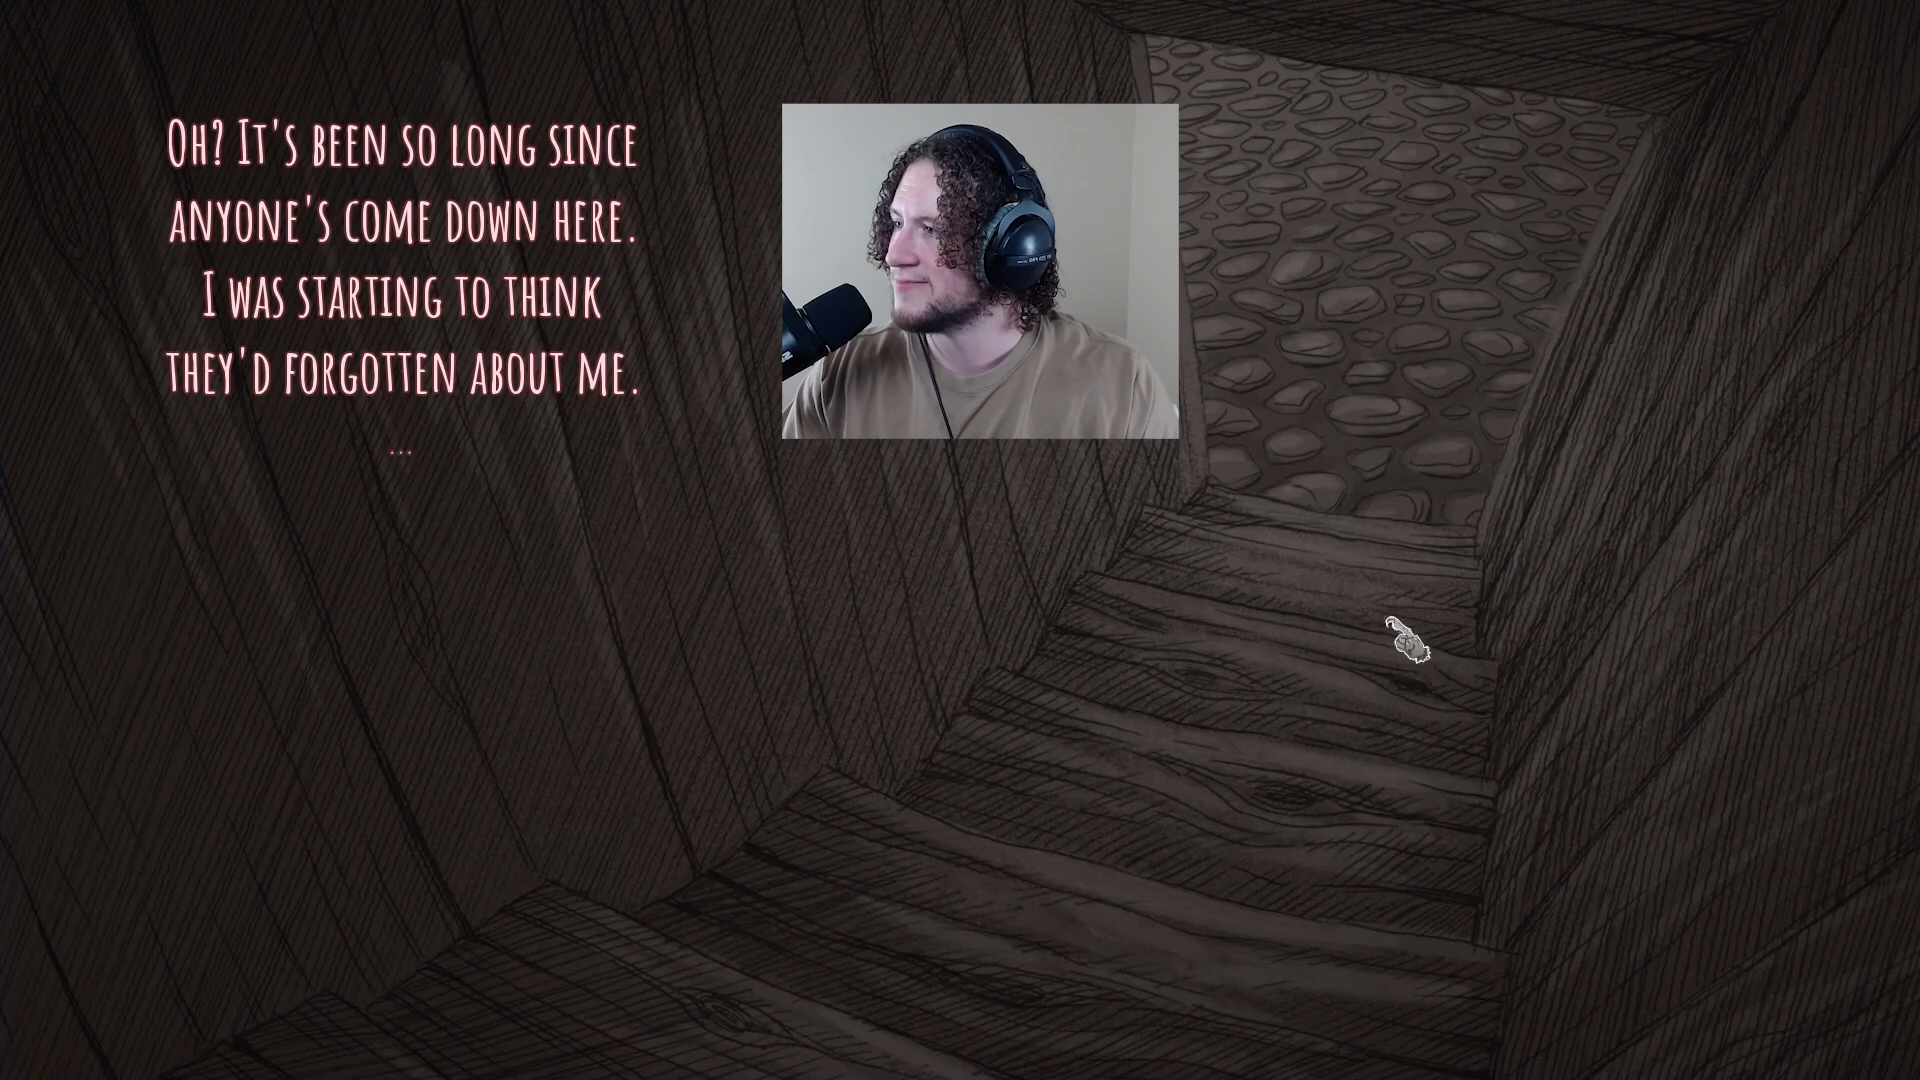 Oh? It's been so long since
anyone's come down here.
I was starting to think
they'd forgotten about me.
...